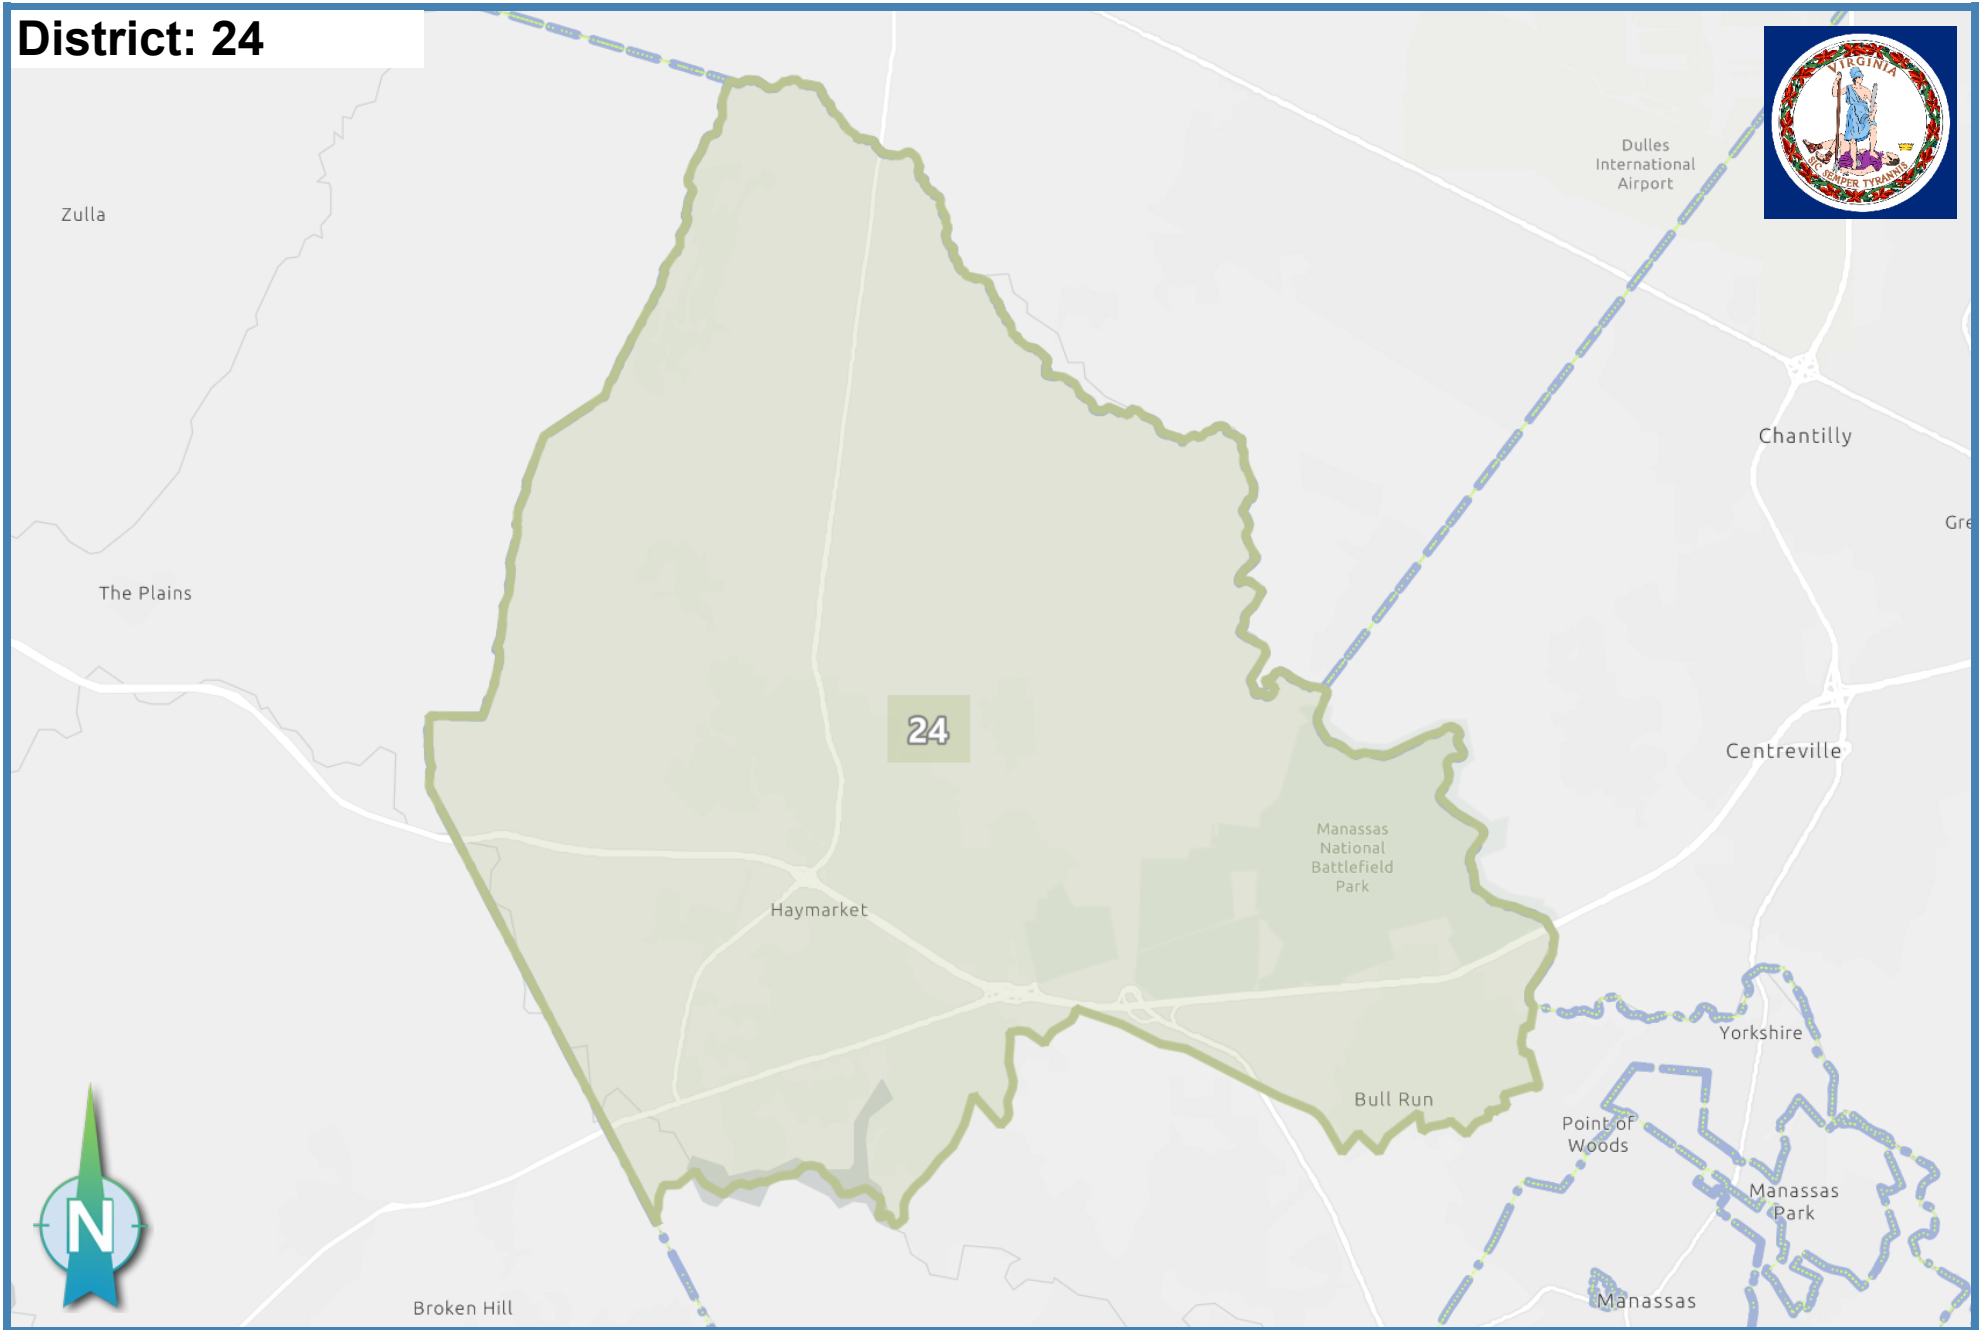 District: 24
VIRGINIA
SIC SEMPER TYRANNIS
Dulles
International
Airport
Zulla
Chantilly
Gre
The Plains
24
Centreville
Manassas
National
Battlefield
Park
Haymarket
Yorkshire
Bull Run
Point of
Woods
Manassas
Park
N
Manassas
Broken Hill